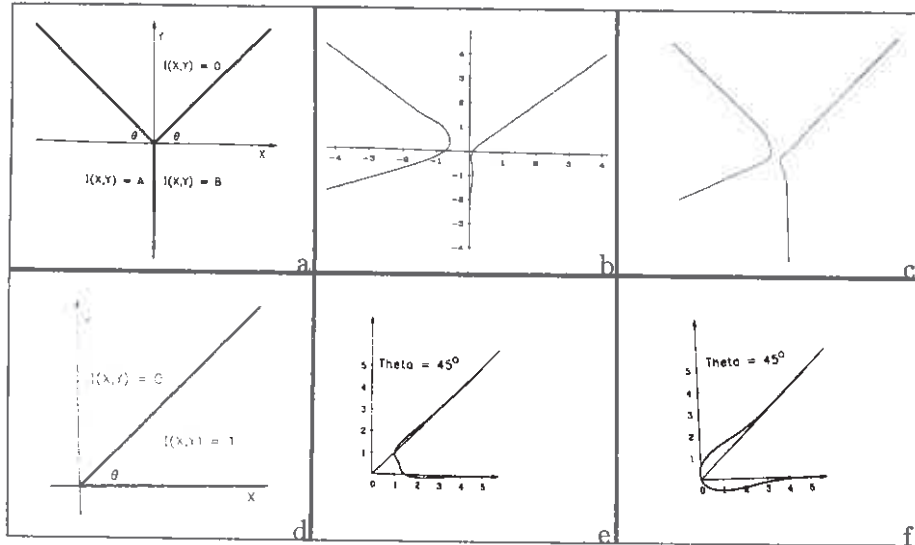 Y
I(X,Y) = 0
θ θ
X
I(X,Y) = A I(X,Y) = B
a
4
3
2
1
-4 -3 -2 -1 1 2 3 4
-1
-2
-3
-4
b
c
I(X,Y) = 0
I(X,Y) = 1
θ
X
d
Theta = 45°
5
4
3
2
1
0
0 1 2 3 4 5
e
Theta = 45°
5
4
3
2
1
0
0 1 2 3 4 5
f